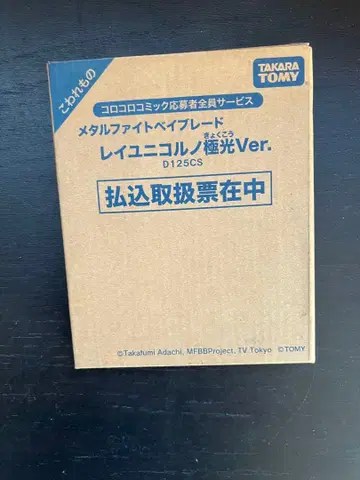 こわれもの
TAKARA
TOMY
コロコロコミック応募者全員サービス
メタルファイトベイブレード
きょくこう
レイユニコルノ極光Ver.
D125CS
払込取扱票在中
©Takafumi Adachi, MFBBProject, TV Tokyo ©TOMY